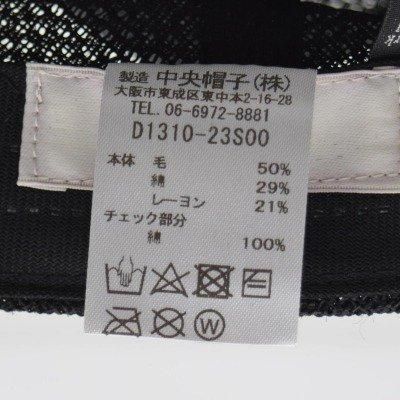 製造 中央帽子(株)
大阪市東成区東中本2-16-28
TEL. 06-6972-8881
D1310-23S00
本体 毛 50%
綿 29%
レーヨン 21%
チェック部分
綿 100%
W